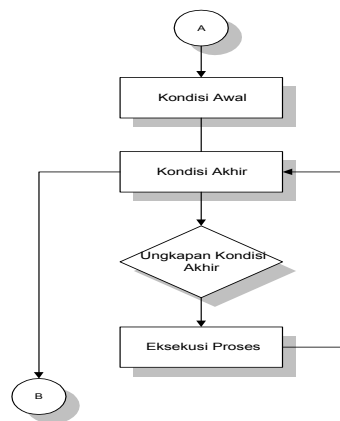 A
Kondisi Awal
Kondisi Akhir
Ungkapan Kondisi
Akhir
Eksekusi Proses
B